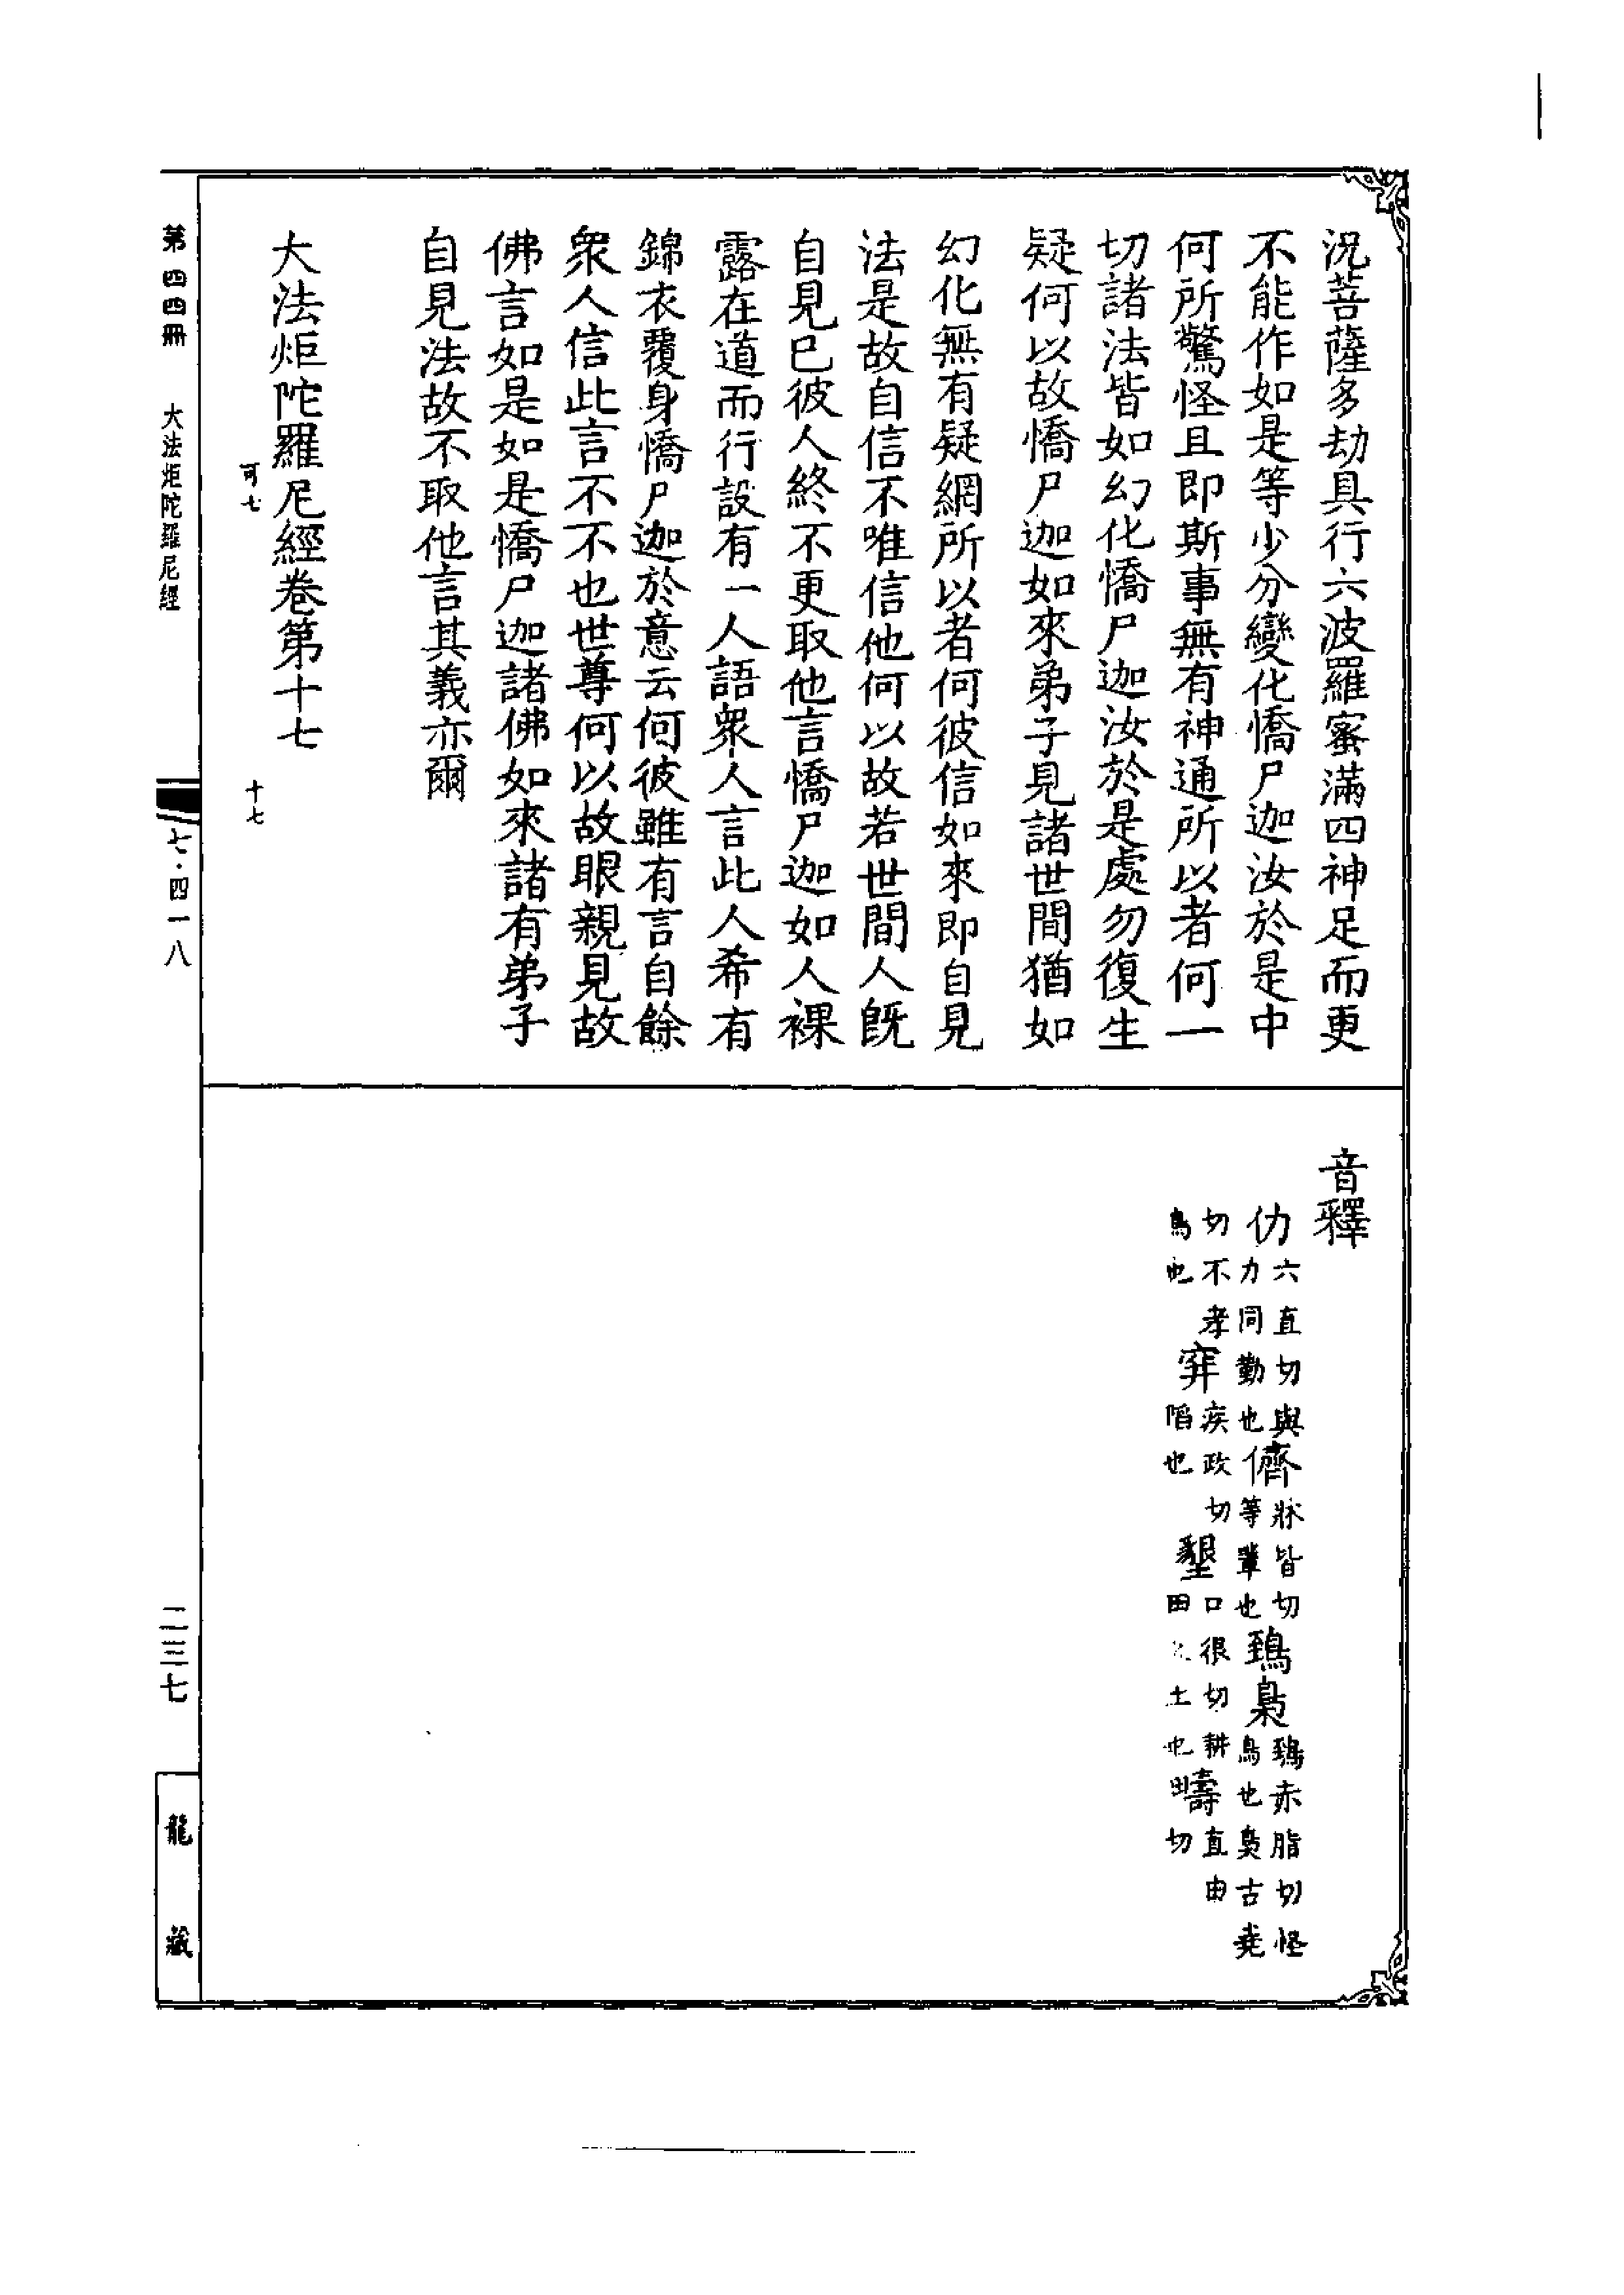 況菩薩多劫具行六波羅蜜滿四神足而更
不能作如是等少分變化憍尸迦汝於是中
何所驚怪且即斯事無有神通所以者何一
切諸法皆如幻化憍尸迦汝於是處勿復生
疑何以故憍尸迦如來弟子見諸世間猶如
幻化無有疑網所以者何彼信如來即自見
法是故自信不唯信他何以故若世間人旣
自見已彼人終不更取他言憍尸迦如人裸
露在道而行設有一人語衆人言此人希有
錦衣覆身憍尸迦於意云何彼雖有言自餘
衆人信此言不不也世尊何以故眼親見故
佛言如是如是憍尸迦諸佛如來諸有弟子
自見法故不取他言其義亦爾
大法炬陀羅尼經卷第十七
可七 十七
音釋
仂 六直切與力同勤也 儕 牀皆切等輩也 鵄梟 鵄赤脂切怪鳥也梟古堯
切不孝鳥也 穽 疾政切陷也 墾 口很切耕田土也 疇 直由切
第四四冊 大法炬陀羅尼經 七·四一八 二三七 龍藏